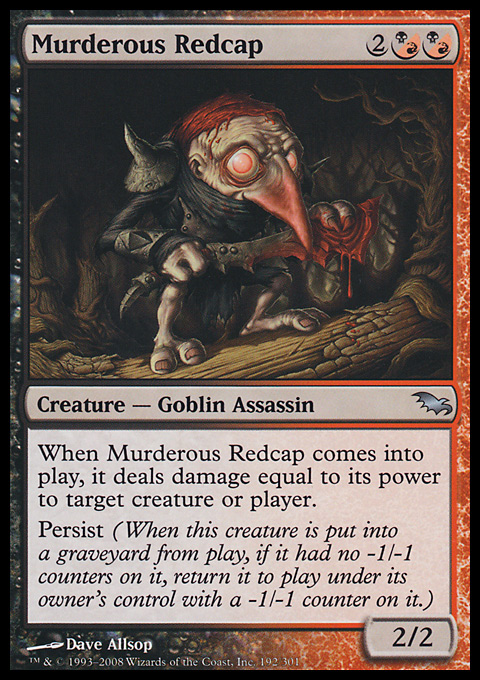 Murderous Redcap 2
Creature — Goblin Assassin
When Murderous Redcap comes into
play, it deals damage equal to its power
to target creature or player.
Persist (When this creature is put into
a graveyard from play, if it had no -1/-1
counters on it, return it to play under its
owner's control with a -1/-1 counter on it.)
Dave Allsop
™ & © 1993–2008 Wizards of the Coast, Inc. 192/301
2/2